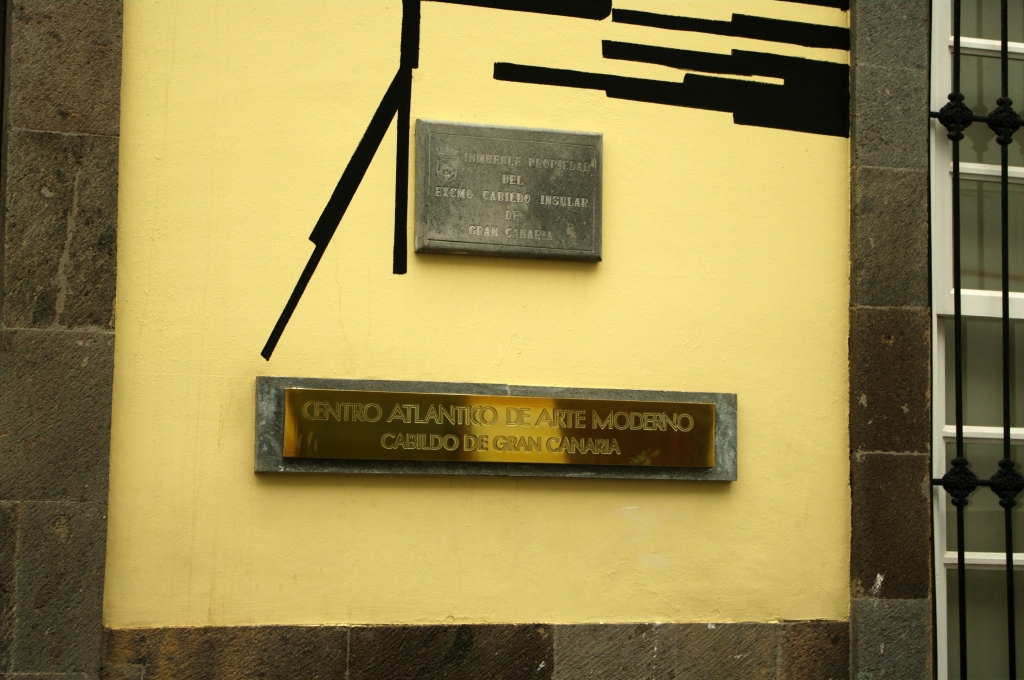 INMUEBLE PROPIEDAD
DEL
EXCMO CABILDO INSULAR
DE
GRAN CANARIA
CENTRO ATLANTICO DE ARTE MODERNO
CABILDO DE GRAN CANARIA